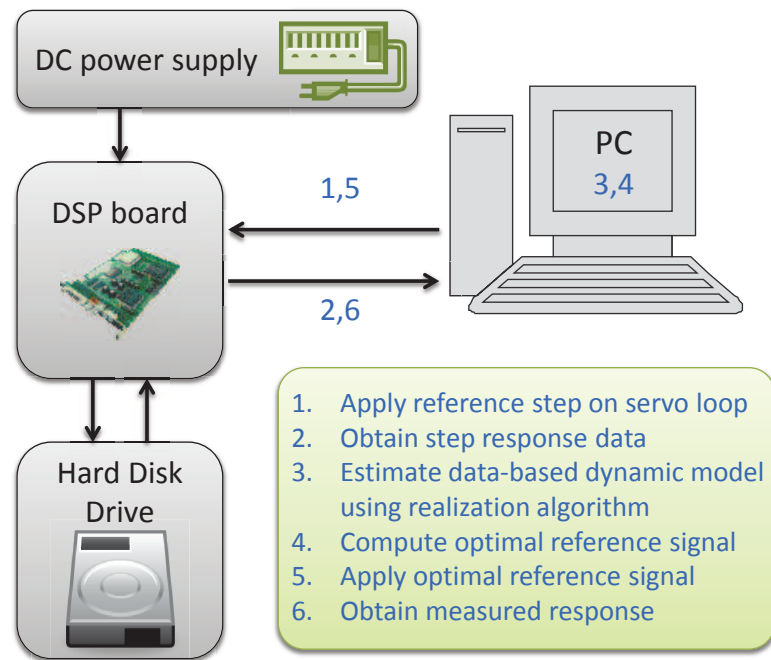 DC power supply
DSP board
1,5
2,6
PC
3,4
Hard Disk
Drive
1. Apply reference step on servo loop
2. Obtain step response data
3. Estimate data-based dynamic model
using realization algorithm
4. Compute optimal reference signal
5. Apply optimal reference signal
6. Obtain measured response